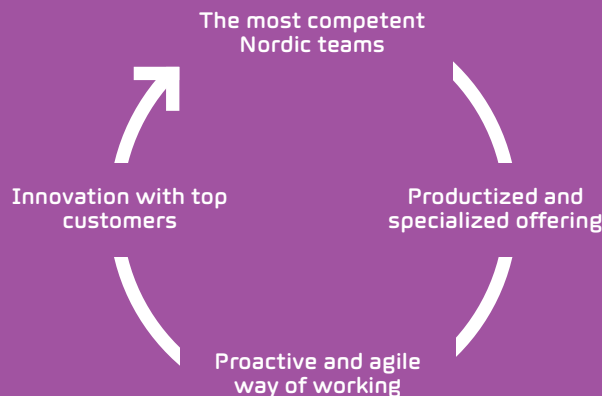 The most competent
Nordic teams
Innovation with top
customers
Productized and
specialized offering
Proactive and agile
way of working